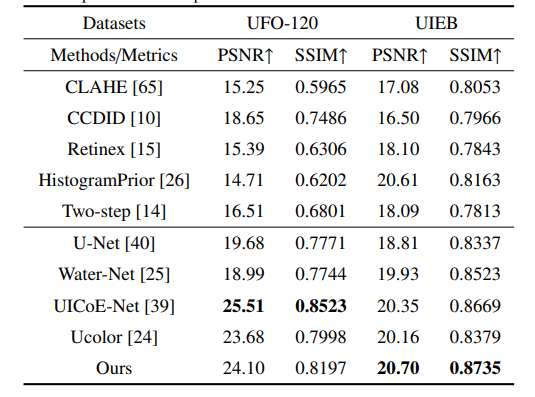 Datasets UFO-120 UIEB
Methods/Metrics PSNR↑ SSIM↑ PSNR↑ SSIM↑
CLAHE [65] 15.25 0.5965 17.08 0.8053
CCDID [10] 18.65 0.7486 16.50 0.7966
Retinex [15] 15.39 0.6306 18.10 0.7843
HistogramPrior [26] 14.71 0.6202 20.61 0.8163
Two-step [14] 16.51 0.6801 18.09 0.7813
U-Net [40] 19.68 0.7771 18.81 0.8337
Water-Net [25] 18.99 0.7744 19.93 0.8523
UICoE-Net [39] 25.51 0.8523 20.35 0.8669
Ucolor [24] 23.68 0.7998 20.16 0.8379
Ours 24.10 0.8197 20.70 0.8735